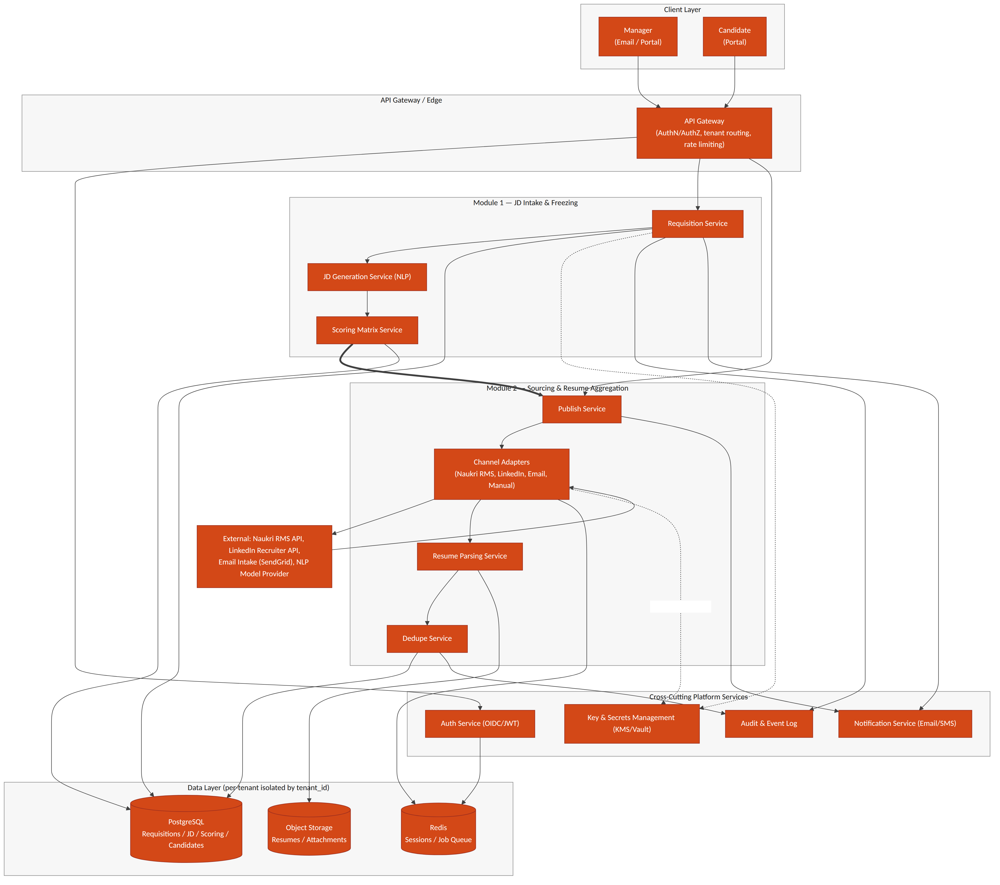 Client Layer
Manager
(Email / Portal)
Candidate
(Portal)
API Gateway / Edge
API Gateway
(AuthN/AuthZ, tenant routing,
rate limiting)
Module 1 — JD Intake & Freezing
Requisition Service
JD Generation Service (NLP)
Scoring Matrix Service
Module 2 — Sourcing & Resume Aggregation
Publish Service
Channel Adapters
(Naukri RMS, LinkedIn, Email,
Manual)
External: Naukri RMS API,
LinkedIn Recruiter API,
Email Intake (SendGrid), NLP
Model Provider
Resume Parsing Service
Dedupe Service
Cross-Cutting Platform Services
Auth Service (OIDC/JWT)
Key & Secrets Management
(KMS/Vault)
Audit & Event Log
Notification Service (Email/SMS)
Data Layer (per-tenant isolated by tenant_id)
PostgreSQL
Requisitions / JD / Scoring /
Candidates
Object Storage
Resumes / Attachments
Redis
Sessions / Job Queue